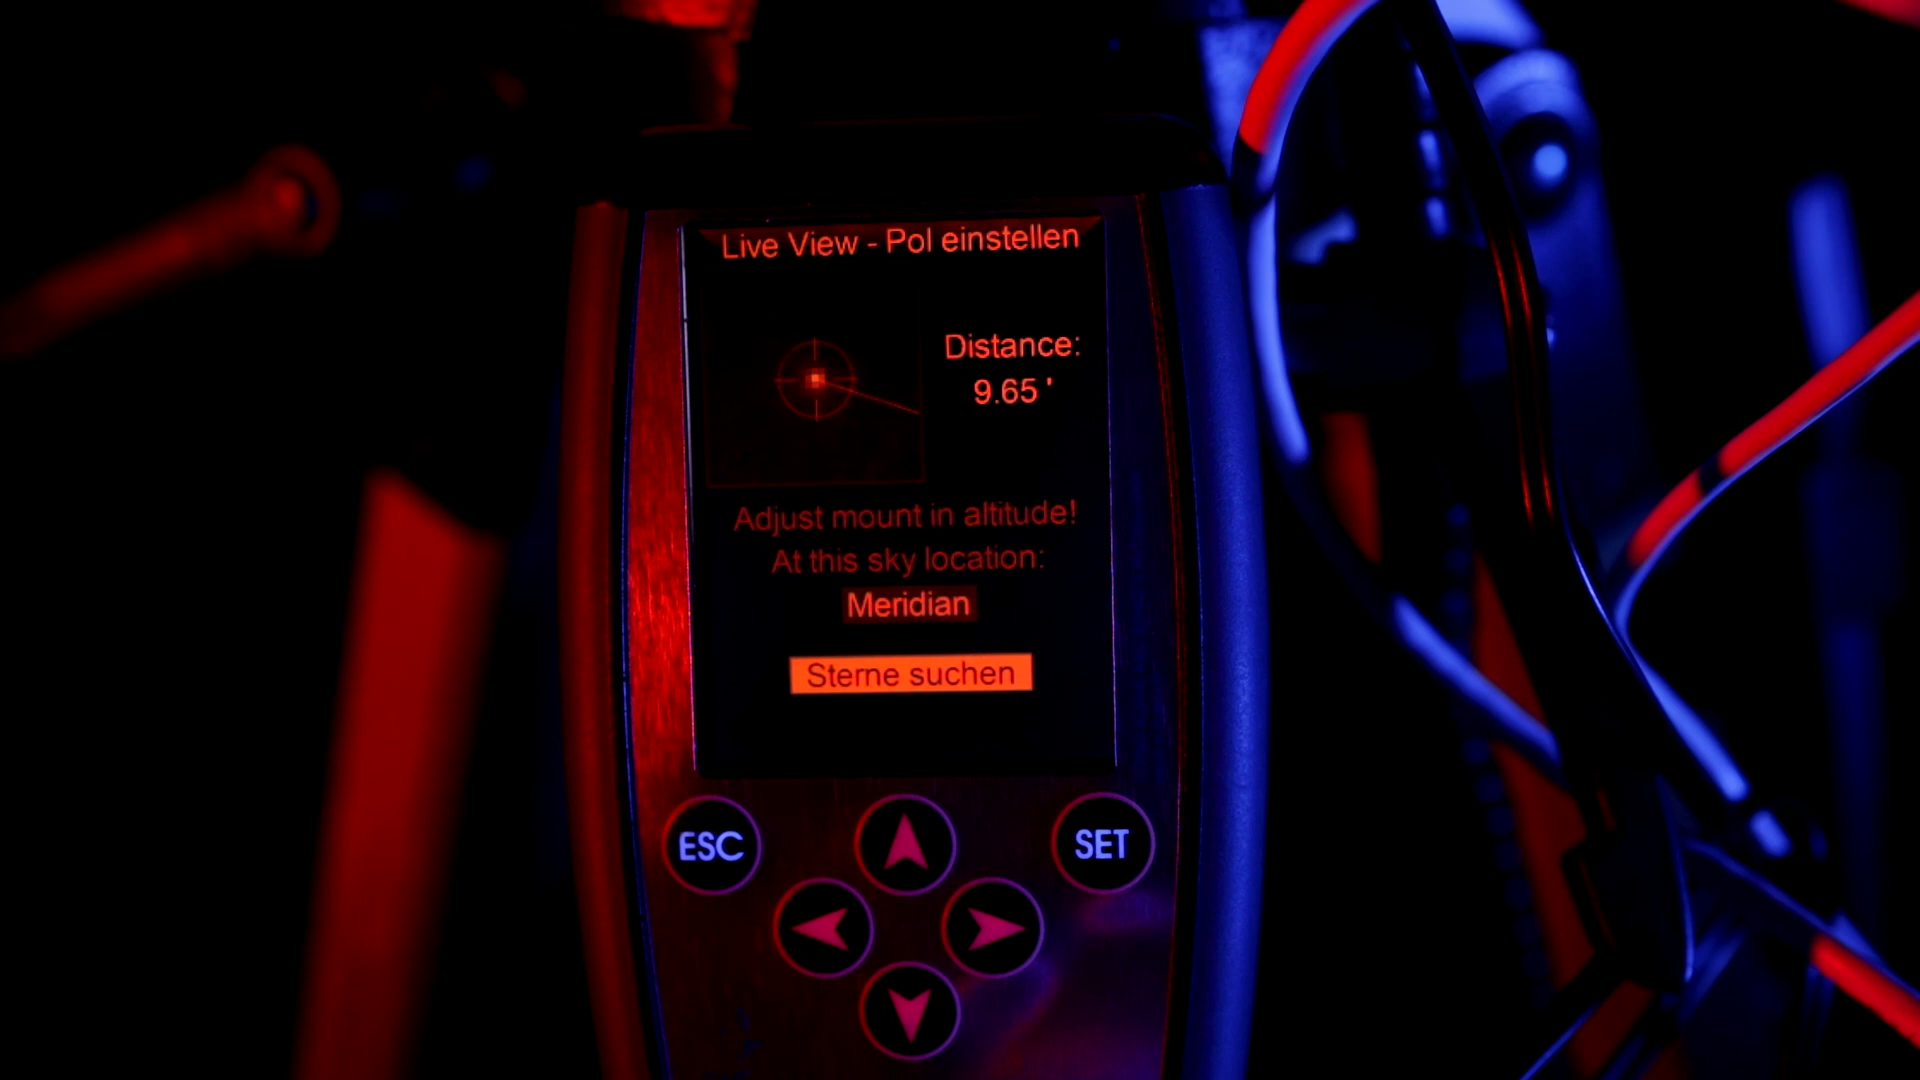 Live View - Pol einstellen
Distance:
9.65 '
Adjust mount in altitude!
At this sky location:
Meridian
Sterne suchen
ESC
SET